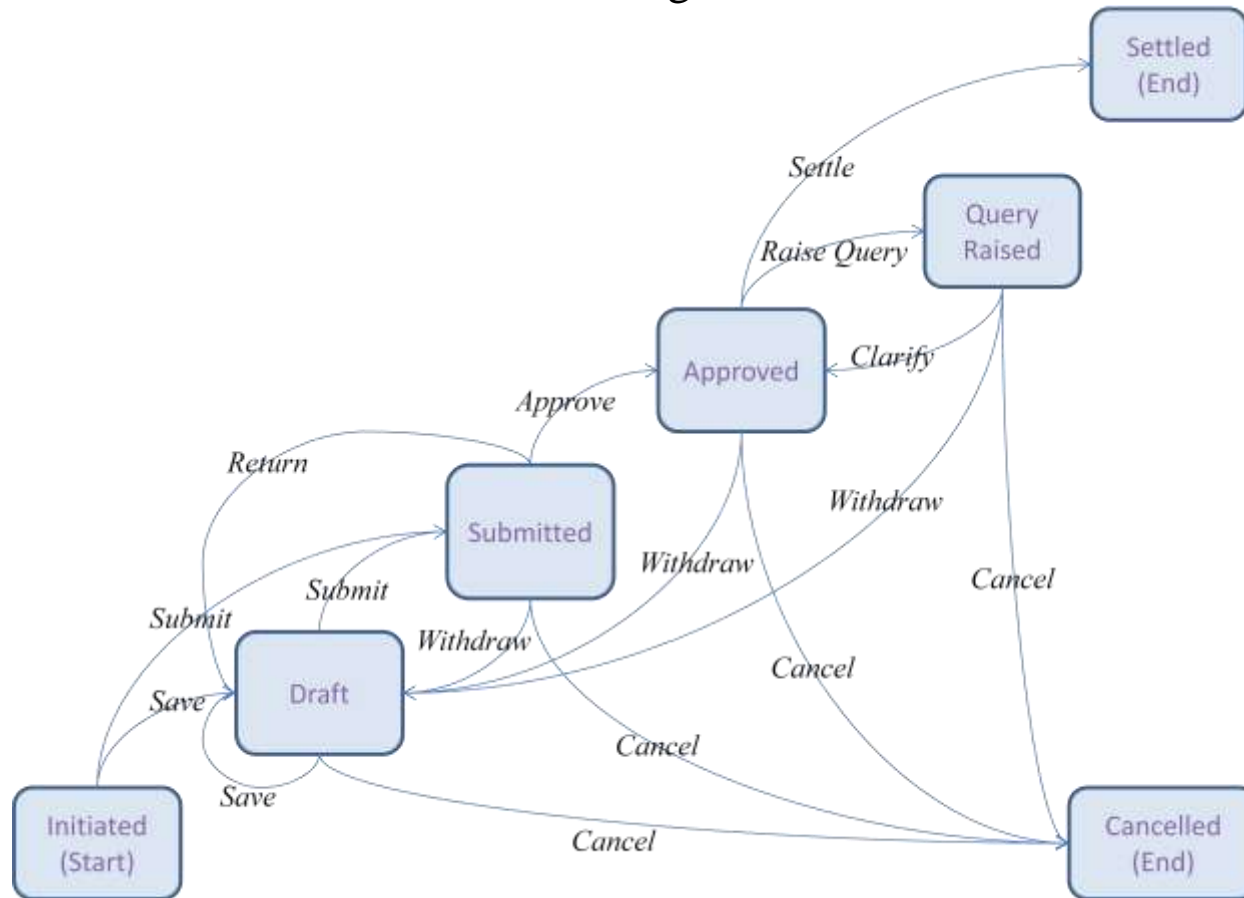 Settled
(End)
Settle
Query
Raised
Raise Query
Approved
Clarify
Approve
Return
Submitted
Withdraw
Withdraw
Submit
Cancel
Submit
Withdraw
Cancel
Draft
Save
Cancel
Save
Initiated
(Start)
Cancel
Cancelled
(End)